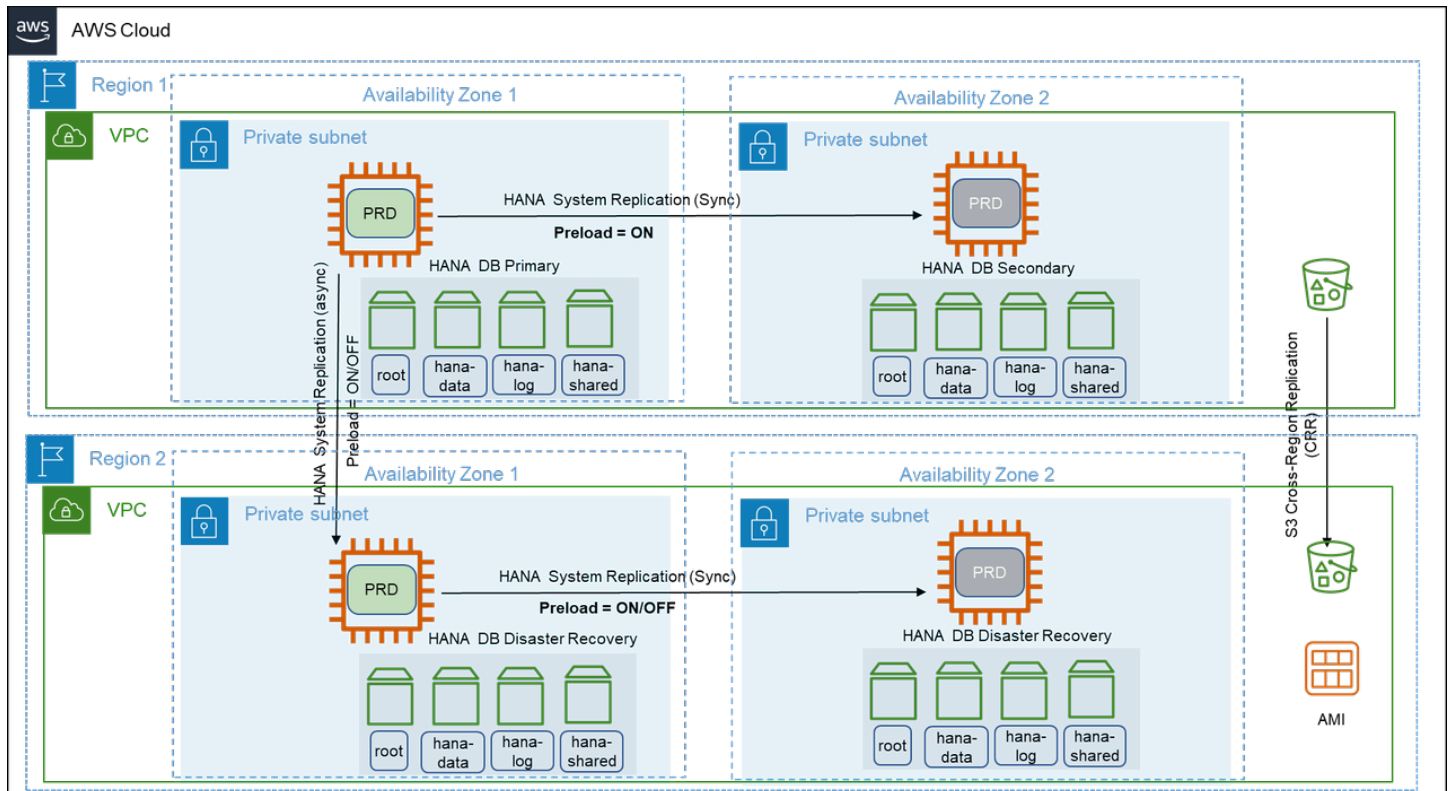 aws
AWS Cloud
Region 1
Availability Zone 1
Availability Zone 2
VPC
Private subnet
Private subnet
PRD
HANA System Replication (Sync)
Preload = ON
PRD
HANA DB Primary
HANA DB Secondary
root
hana-
data
hana-
log
hana-
shared
root
hana-
data
hana-
log
hana-
shared
HANA System Replication (async)
Preload = ON/OFF
S3 Cross-Region Replication
(CRR)
Region 2
Availability Zone 1
Availability Zone 2
VPC
Private subnet
Private subnet
PRD
HANA System Replication (Sync)
Preload = ON/OFF
PRD
HANA DB Disaster Recovery
HANA DB Disaster Recovery
root
hana-
data
hana-
log
hana-
shared
root
hana-
data
hana-
log
hana-
shared
AMI